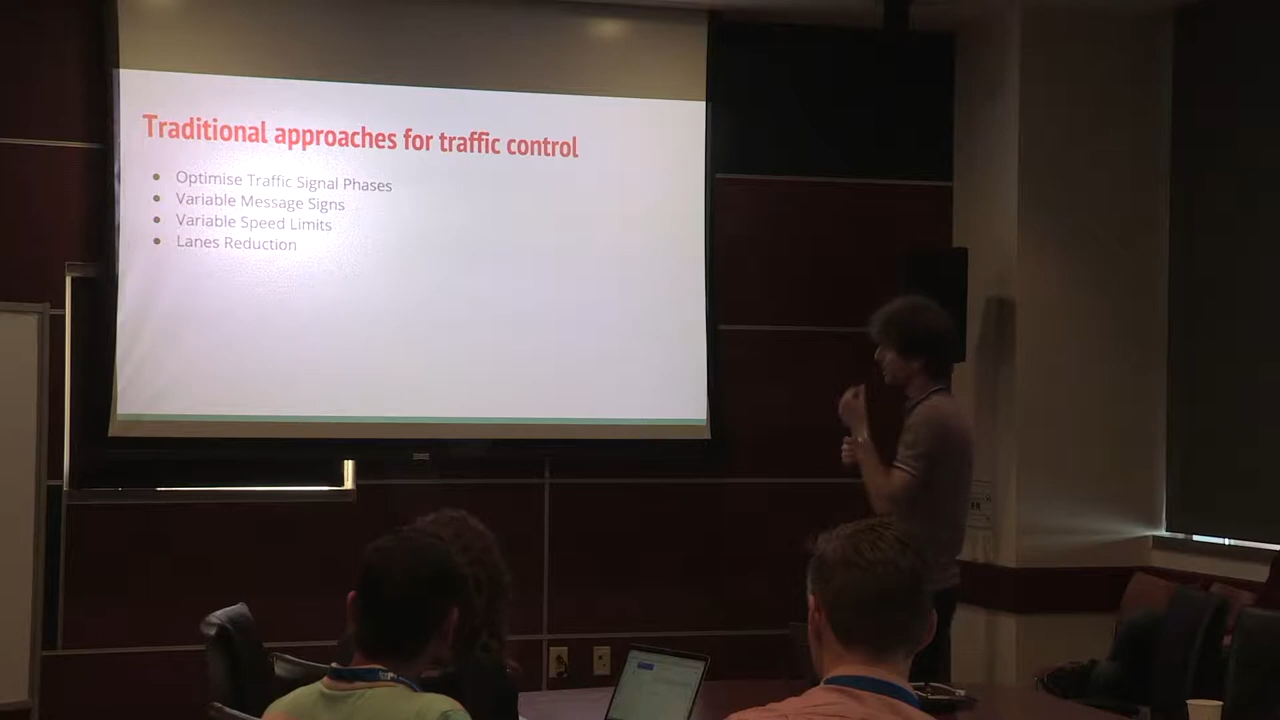 Traditional approaches for traffic control
Optimise Traffic Signal Phases
Variable Message Signs
Variable Speed Limits
Lanes Reduction